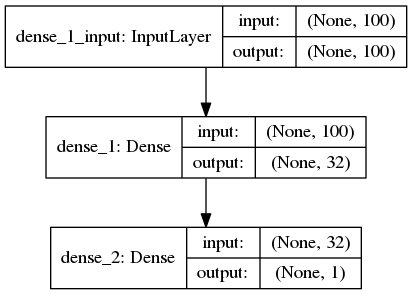 dense_1_input: InputLayer
input: (None, 100)
output: (None, 100)
dense_1: Dense
input: (None, 100)
output: (None, 32)
dense_2: Dense
input: (None, 32)
output: (None, 1)